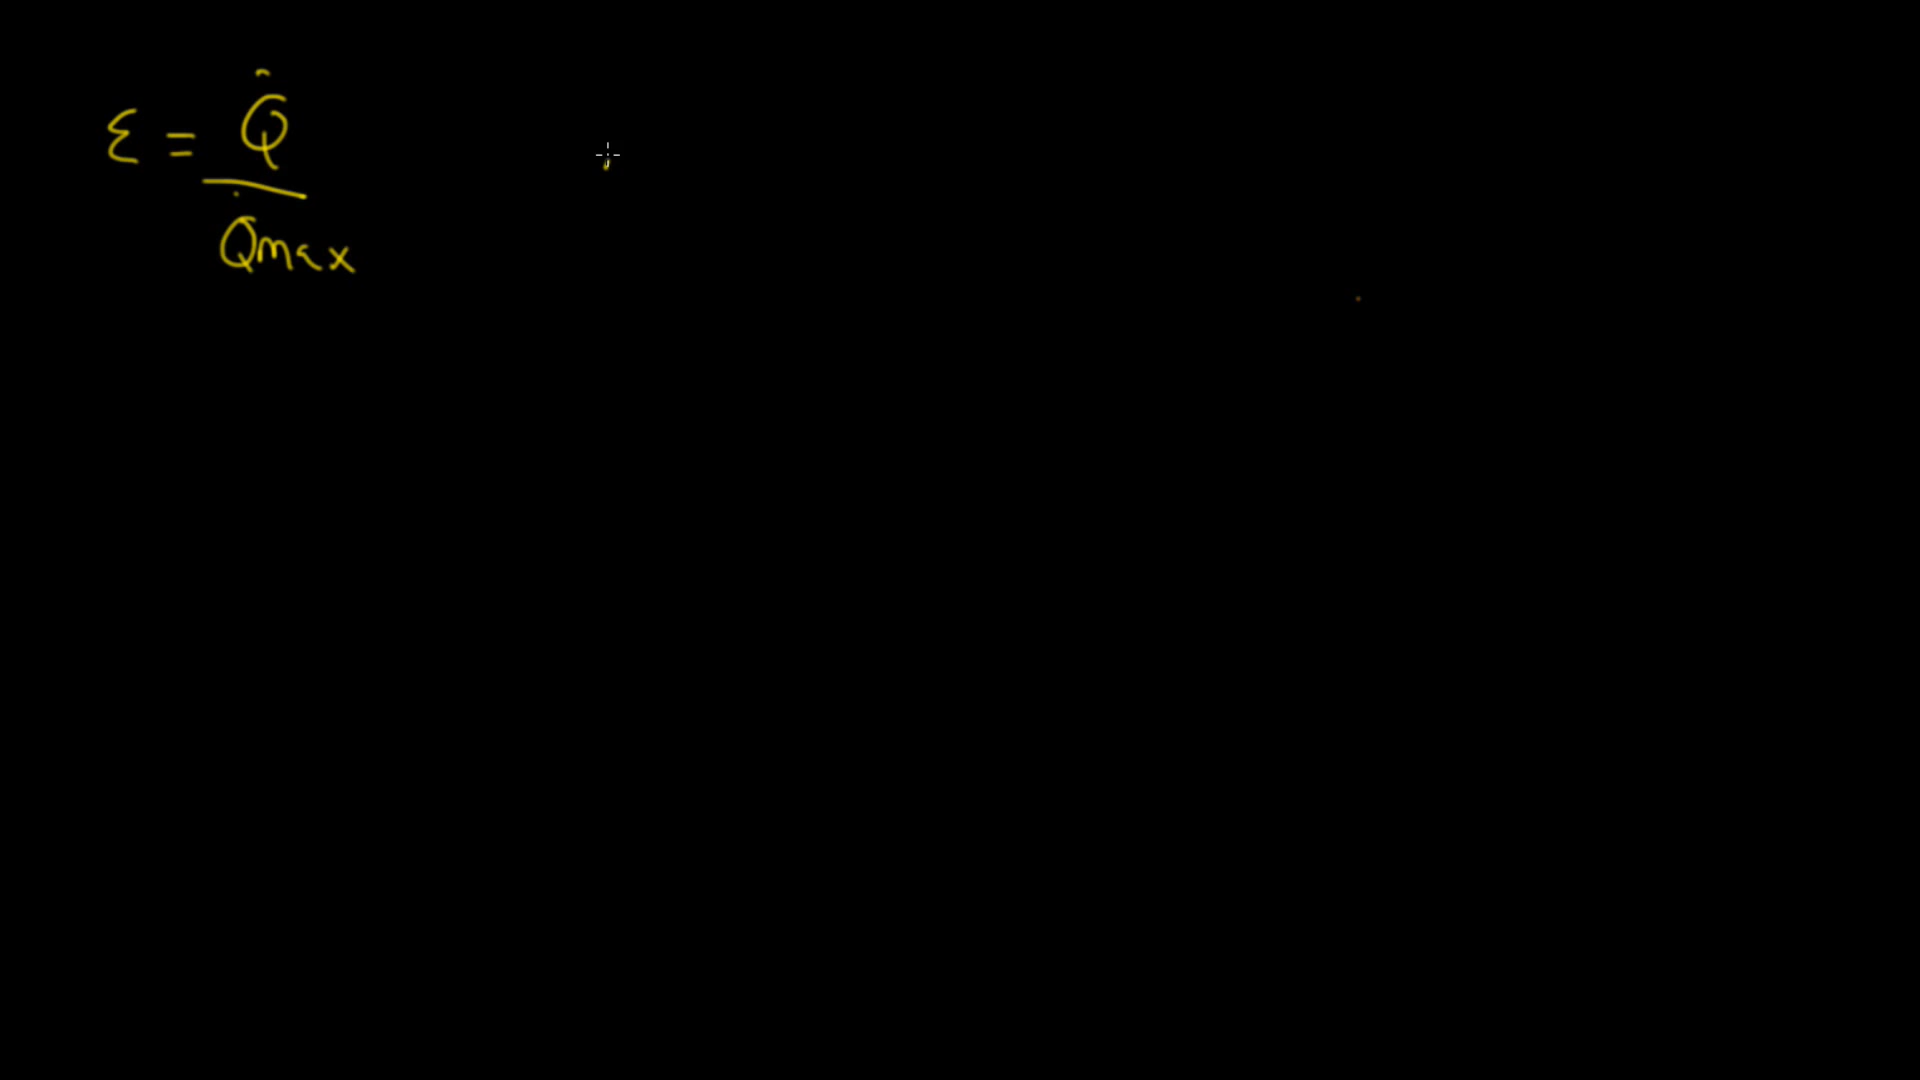 ε = Q̇
Q̇max